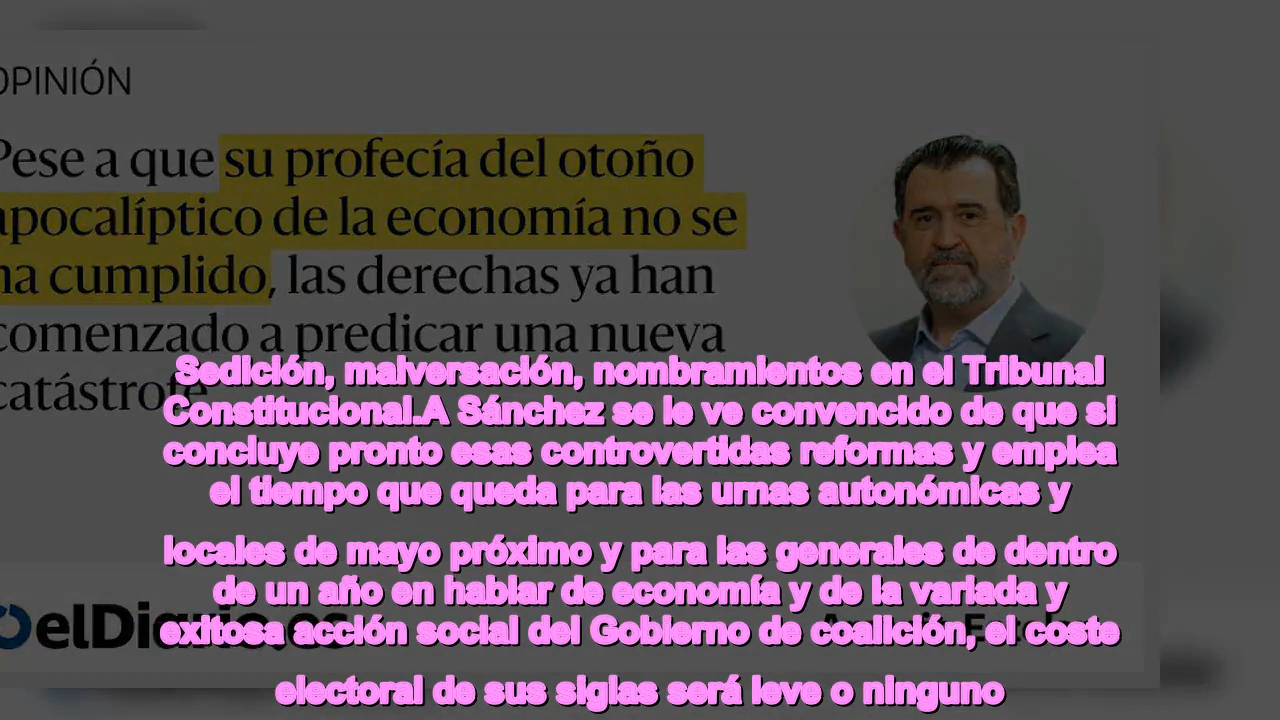 OPINIÓN
Pese a que su profecía del otoño
apocalíptico de la economía no se
ha cumplido, las derechas ya han
comenzado a predicar una nueva
catástrofe
Sedición, malversación, nombramientos en el Tribunal
Constitucional.A Sánchez se le ve convencido de que si
concluye pronto esas controvertidas reformas y emplea
el tiempo que queda para las urnas autonómicas y
locales de mayo próximo y para las generales de dentro
de un año en hablar de economía y de la variada y
exitosa acción social del Gobierno de coalición, el coste
electoral de sus siglas será leve o ninguno
elDiario.es